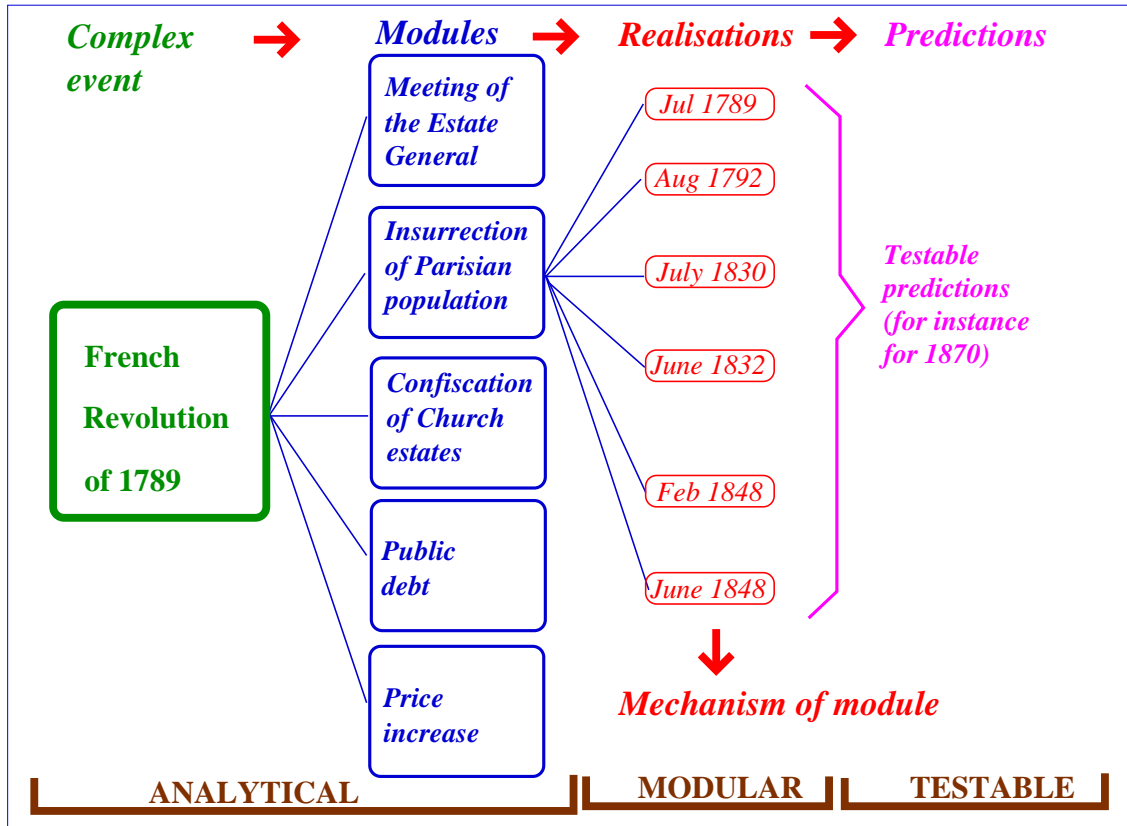 Complex
event
Modules
Realisations
Predictions
French
Revolution
of 1789
Meeting of
the Estate
General
Insurrection
of Parisian
population
Confiscation
of Church
estates
Public
debt
Price
increase
Jul 1789
Aug 1792
July 1830
June 1832
Feb 1848
June 1848
Mechanism of module
Testable
predictions
(for instance
for 1870)
ANALYTICAL
MODULAR
TESTABLE